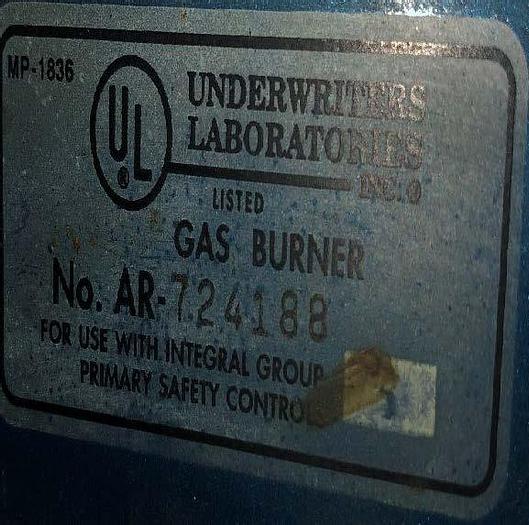 MP-1836
UL
®
UNDERWRITERS
LABORATORIES
INC.®
LISTED
GAS BURNER
No. AR-724188
FOR USE WITH INTEGRAL GROUP
PRIMARY SAFETY CONTROL